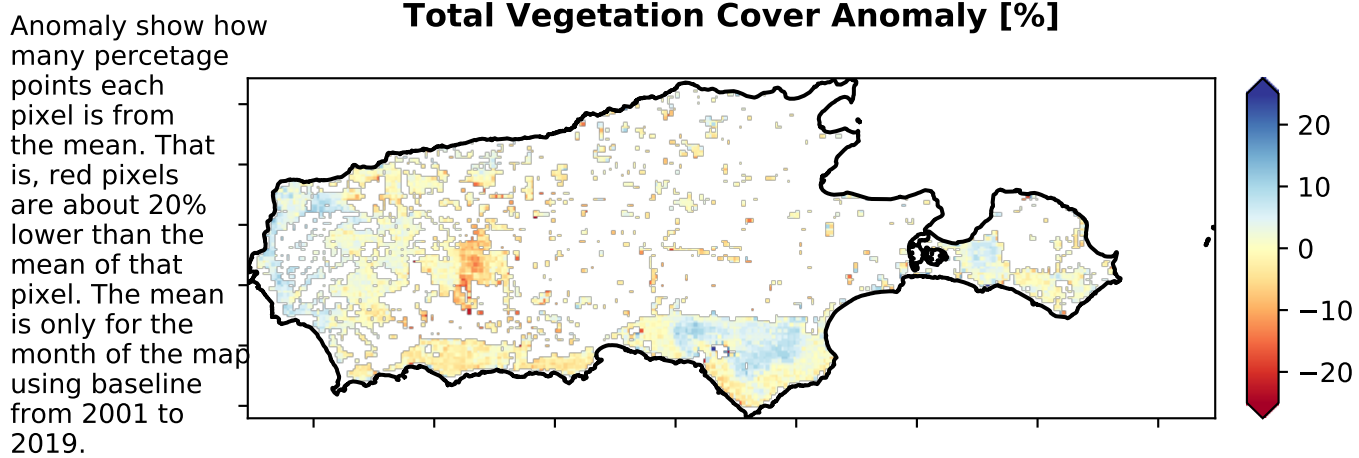 Total Vegetation Cover Anomaly [%]
Anomaly show how
many percetage
points each
pixel is from
the mean. That
is, red pixels
are about 20%
lower than the
mean of that
pixel. The mean
is only for the
month of the map
using baseline
from 2001 to
2019.
20
10
0
−10
−20